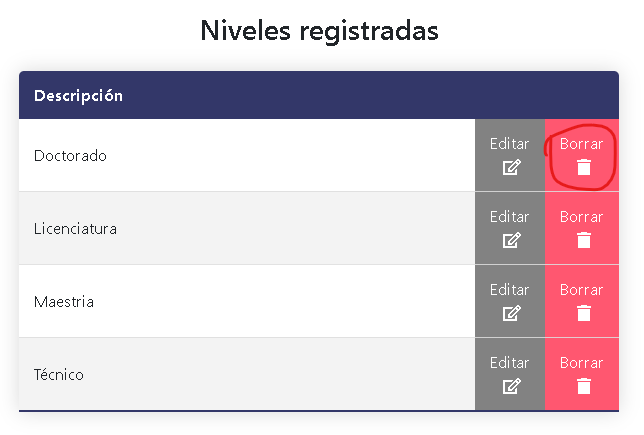 Niveles registradas
Descripción
Doctorado Editar Borrar
Licenciatura Editar Borrar
Maestria Editar Borrar
Técnico Editar Borrar